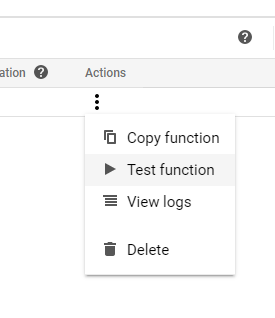 ation Actions
Copy function
Test function
View logs
Delete